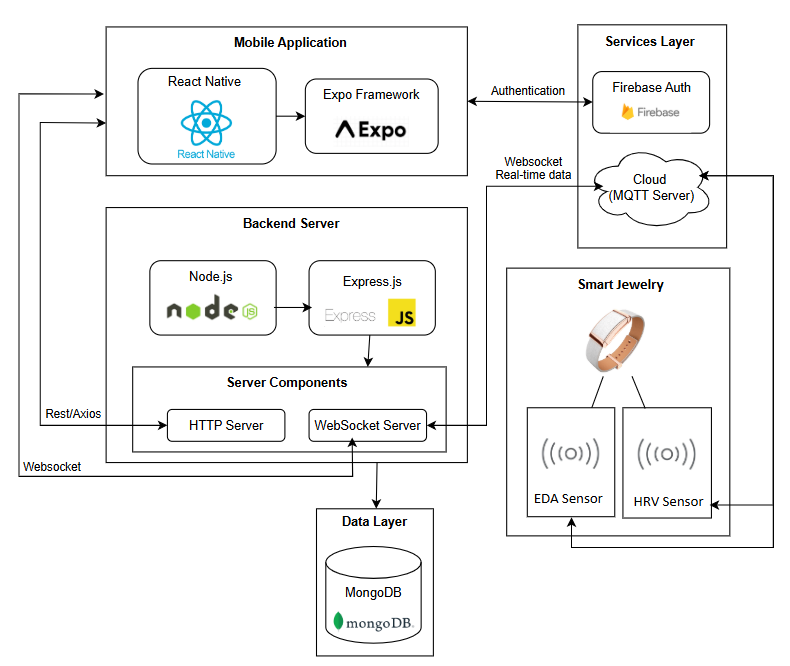 Mobile Application
React Native
React Native
Expo Framework
Expo
Authentication
Services Layer
Firebase Auth
Firebase
Websocket
Real-time data
Cloud
(MQTT Server)
Backend Server
Node.js
node
JS
Express.js
Express
JS
Server Components
HTTP Server
WebSocket Server
Rest/Axios
Websocket
Data Layer
MongoDB
mongoDB.
Smart Jewelry
EDA Sensor
HRV Sensor